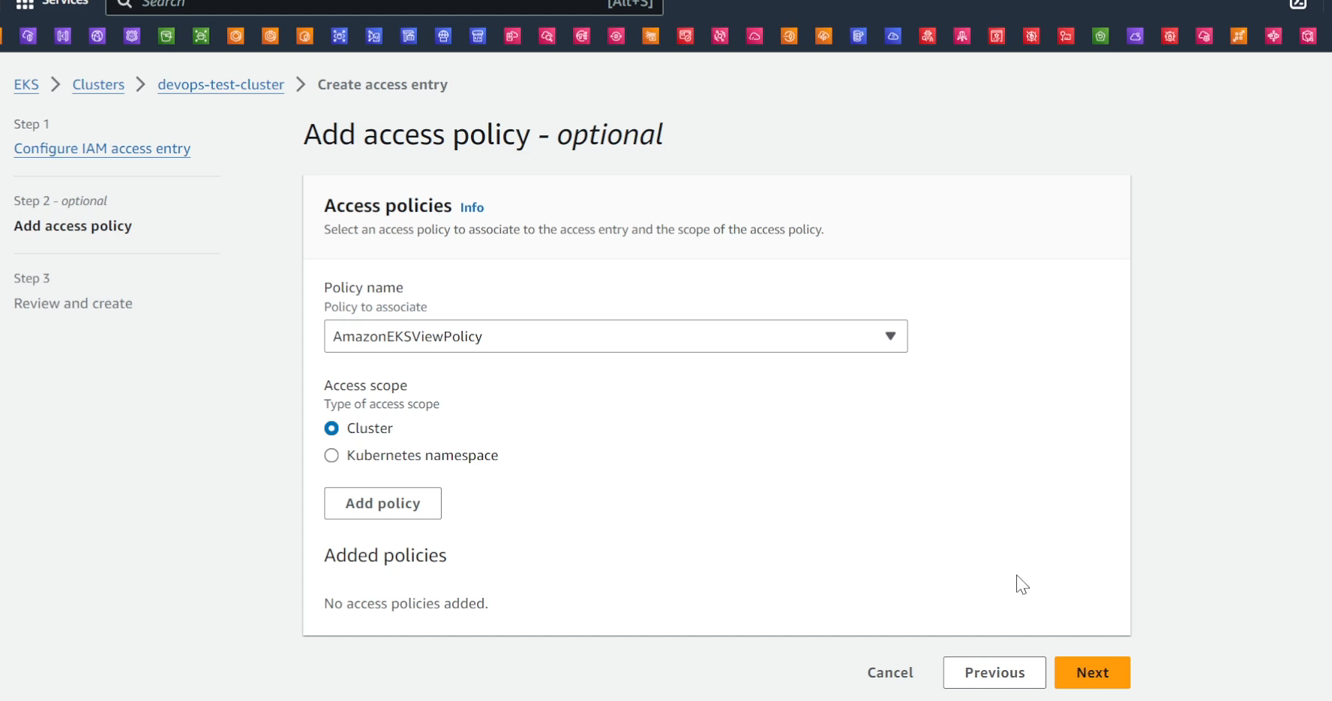 Services Search [Alt+S]
EKS Clusters devops-test-cluster Create access entry
Step 1
Configure IAM access entry
Step 2 - optional
Add access policy
Step 3
Review and create
Add access policy - optional
Access policies Info
Select an access policy to associate to the access entry and the scope of the access policy.
Policy name
Policy to associate
AmazonEKSViewPolicy
Access scope
Type of access scope
Cluster
Kubernetes namespace
Add policy
Added policies
No access policies added.
Cancel Previous Next